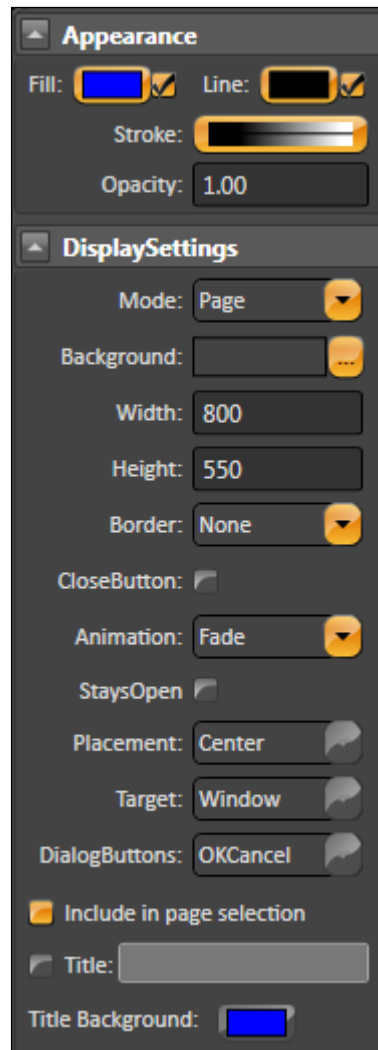 Appearance
Fill: Line:
Stroke:
Opacity: 1.00
DisplaySettings
Mode: Page
Background: ...
Width: 800
Height: 550
Border: None
CloseButton:
Animation: Fade
StaysOpen
Placement: Center
Target: Window
DialogButtons: OKCancel
Include in page selection
Title:
Title Background: